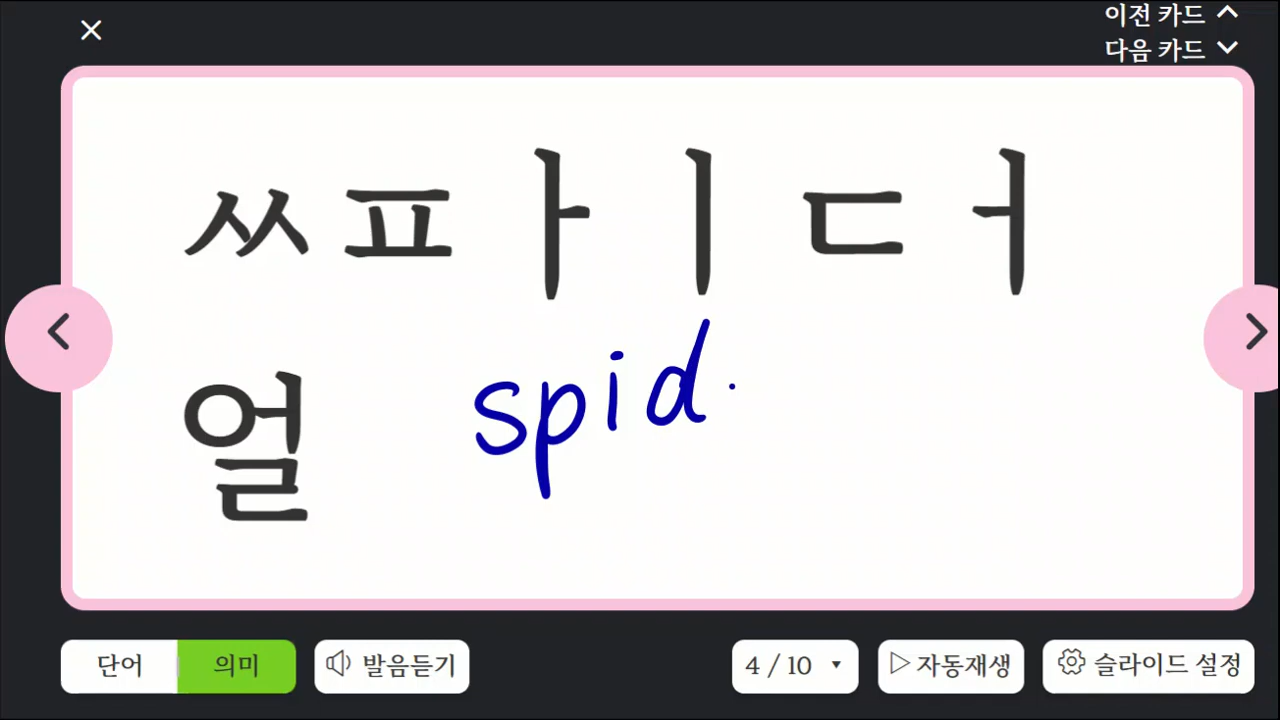 이전 카드
다음 카드
ㅆㅍㅏㅣㄷㅓ
얼
spid
단어
의미
발음듣기
4 / 10
자동재생
슬라이드 설정